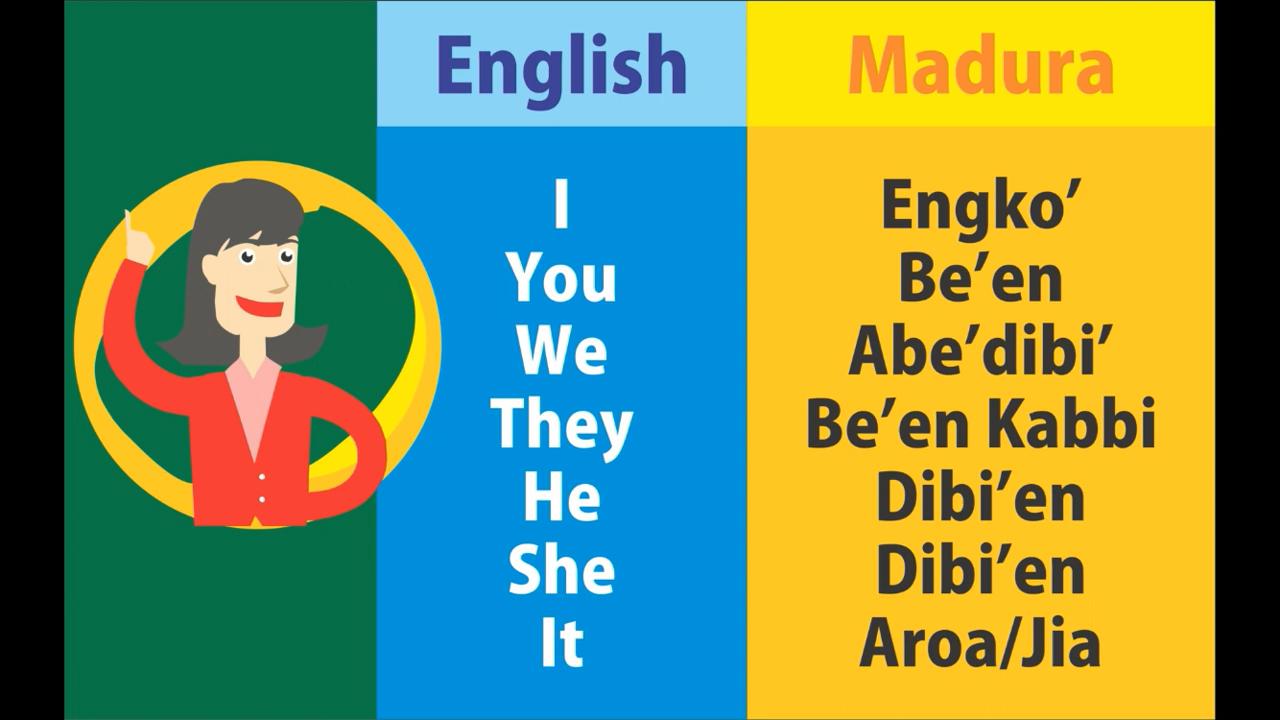 English Madura
I Engko’
You Be’en
We Abe’dibi’
They Be’en Kabbi
He Dibi’en
She Dibi’en
It Aroa/Jia